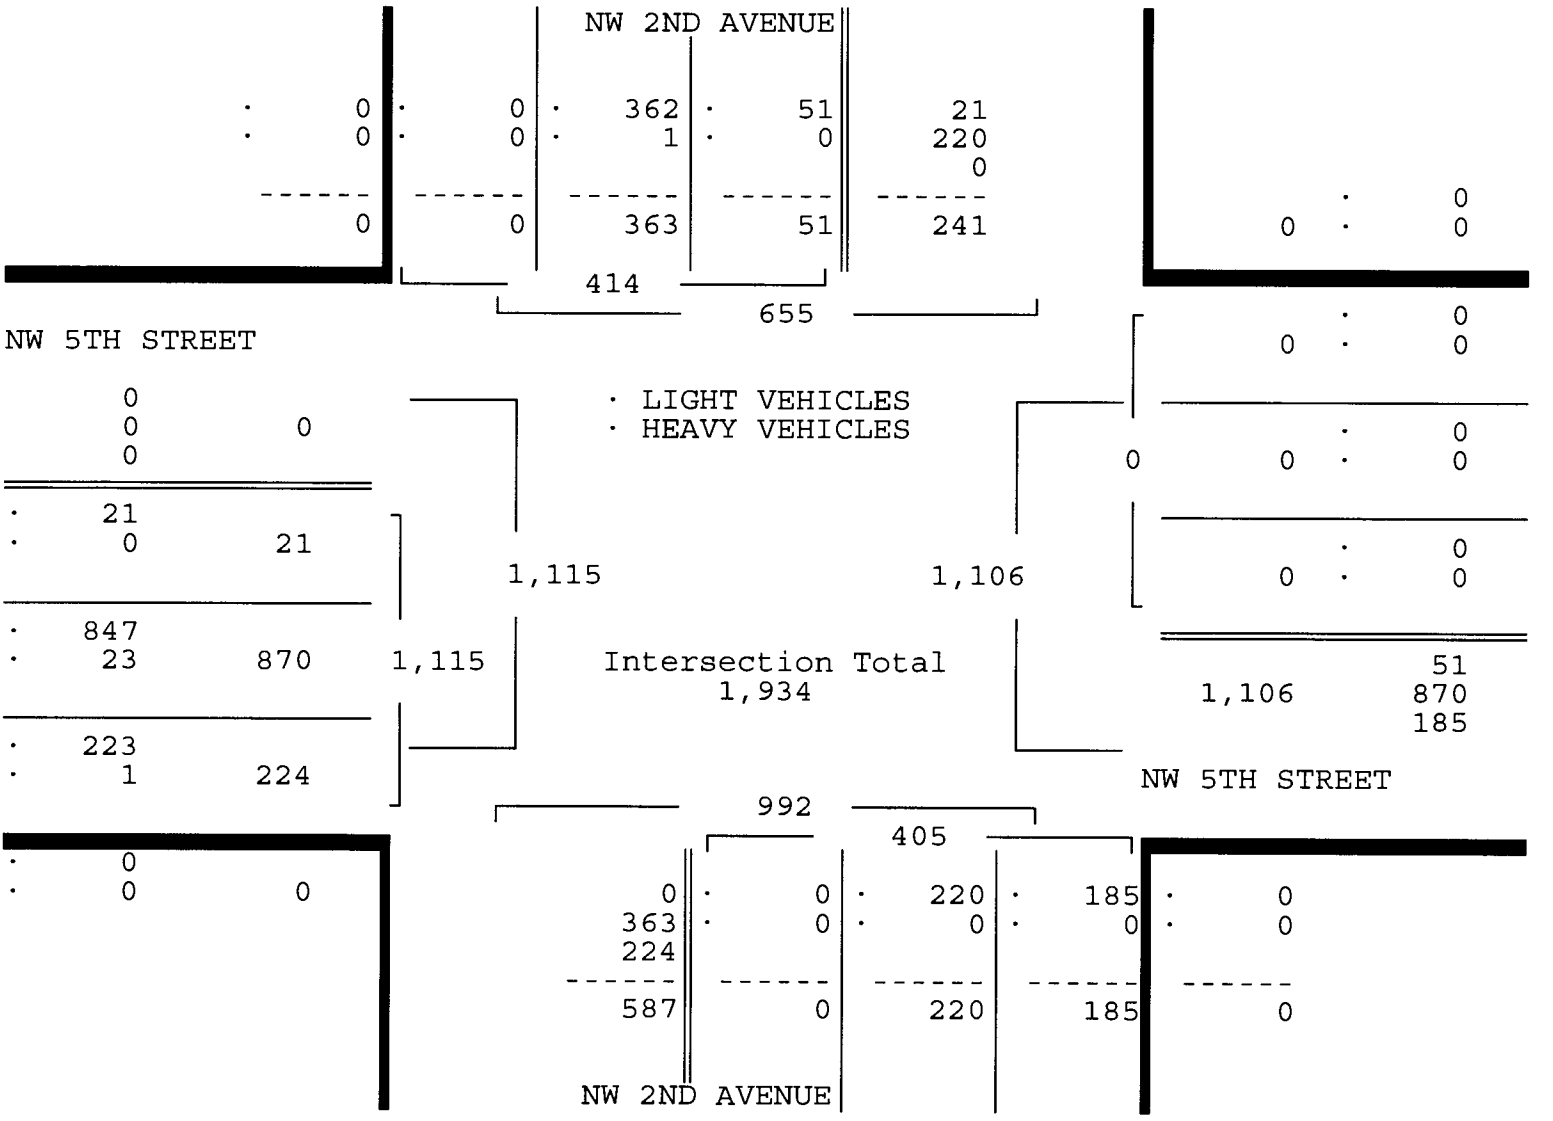 NW 2ND AVENUE
· 0 · 0 · 362 · 51 21
· 0 · 0 · 1 · 0 220
0
------ ------ ------ ------ ------
· 0
0 0 363 51 241
0 · 0
414
655
· 0
NW 5TH STREET
0 · 0
0
· LIGHT VEHICLES
0 0
· HEAVY VEHICLES
· 0
0
0 0 · 0
· 21
· 0 21
· 0
1,115
1,106
0 · 0
· 847
· 23 870 1,115
Intersection Total
1,934
51
1,106 870
185
· 223
· 1 224
NW 5TH STREET
992
405
· 0
· 0 0
0 · 0 · 220 · 185 · 0
363 · 0 · 0 · 0 · 0
224
------ ------ ------ ------ ------
587 0 220 185 0
NW 2ND AVENUE